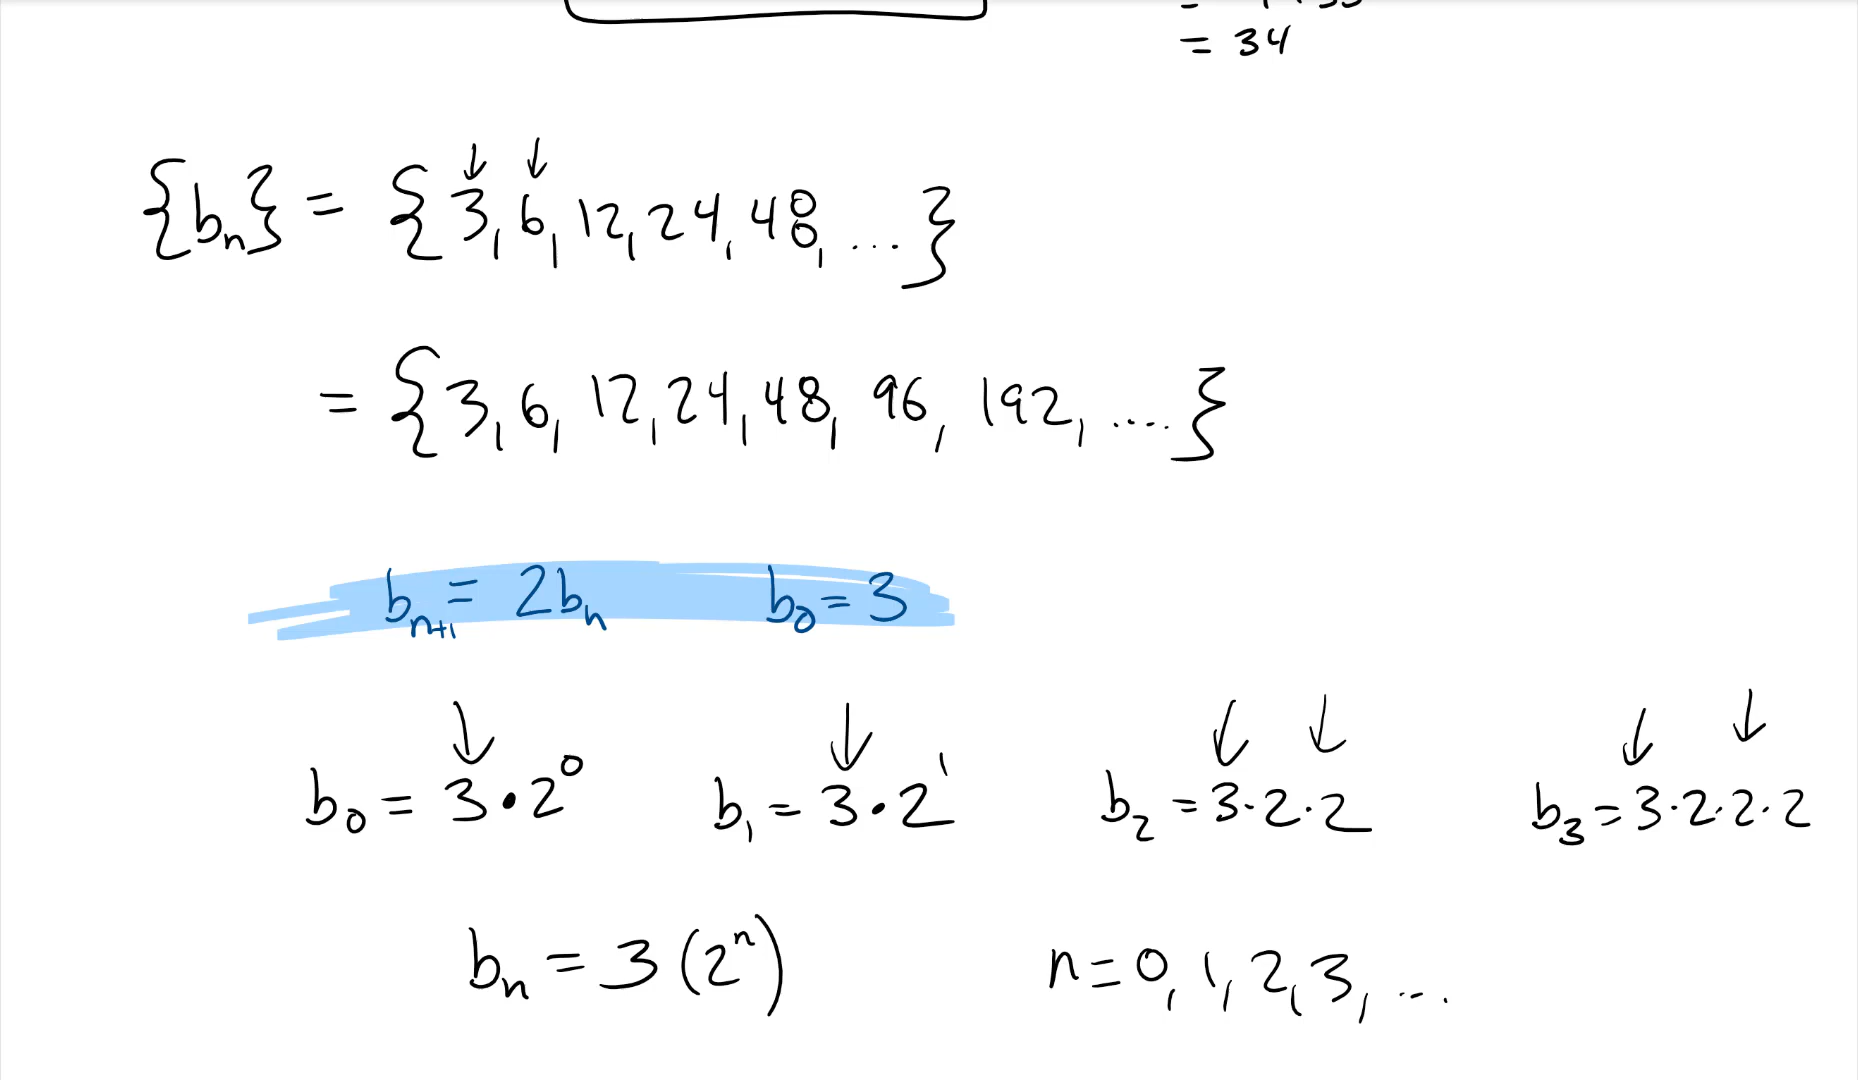 = 34
{bₙ} = {3, 6, 12, 24, 48, ...}
= {3, 6, 12, 24, 48, 96, 192, ....}
bₙ₊₁ = 2bₙ b₀ = 3
b₀ = 3·2⁰ b₁ = 3·2¹ b₂ = 3·2·2 b₃ = 3·2·2·2
bₙ = 3(2ⁿ) n = 0, 1, 2, 3, ...